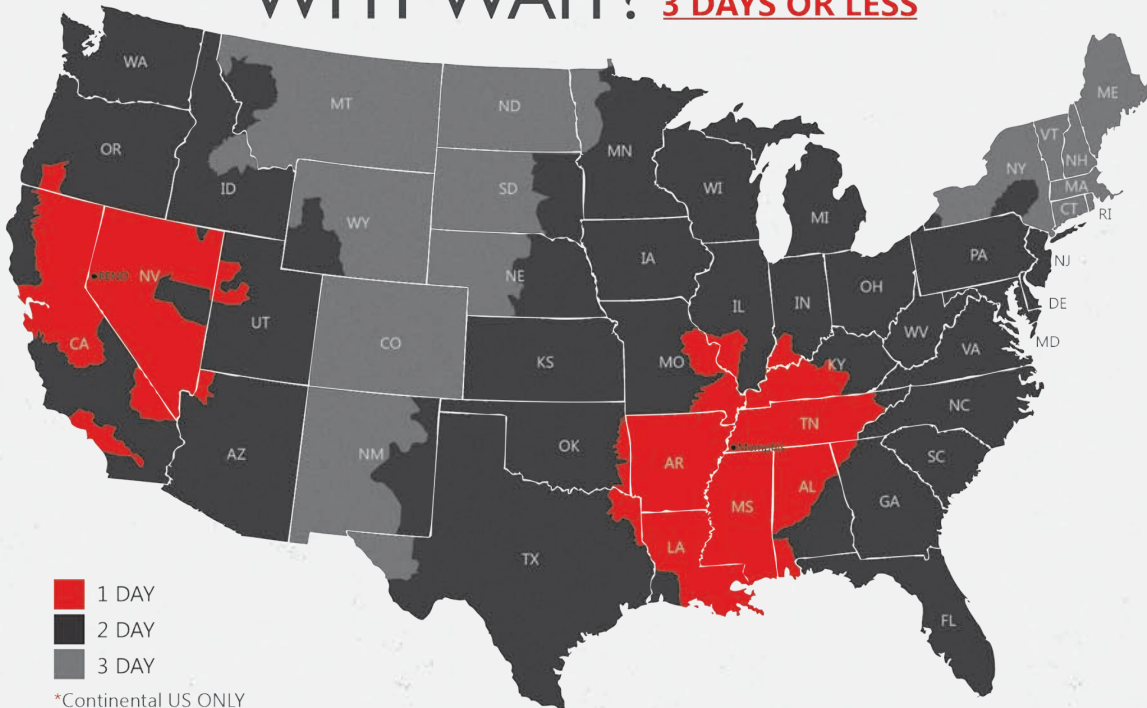 WHY WAIT? 3 DAYS OR LESS
WA
MT
ND
ME
OR
ID
MN
VT
NH
NY
MA
CT
RI
SD
WI
MI
WY
IA
PA
NJ
RENO
NV
NE
IL
IN
OH
DE
MD
UT
CO
WV
VA
CA
KS
MO
KY
NC
TN
AZ
NM
OK
AR
SC
MS
AL
GA
LA
TX
FL
1 DAY
2 DAY
3 DAY
*Continental US ONLY